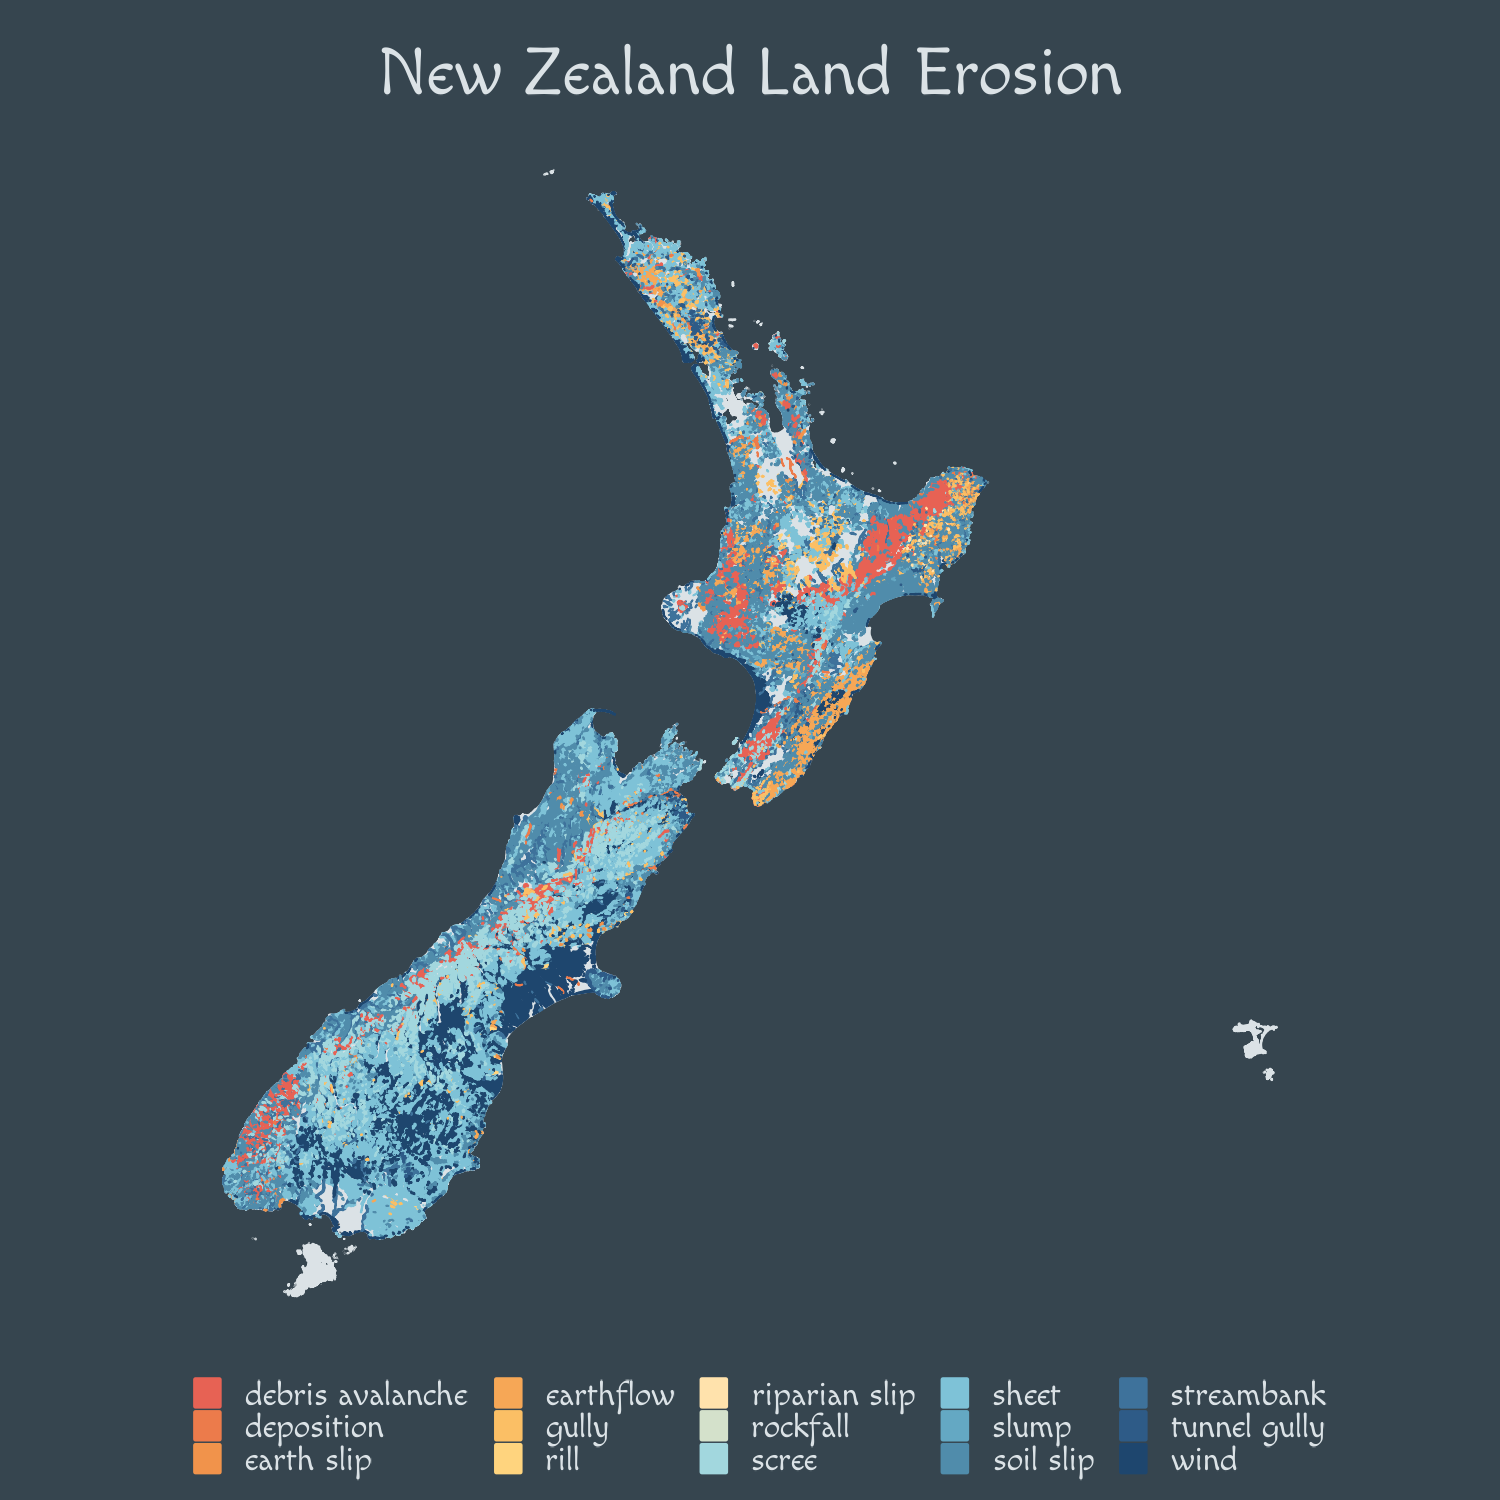 New Zealand Land Erosion
debris avalanche
deposition
earth slip
earthflow
gully
rill
riparian slip
rockfall
scree
sheet
slump
soil slip
streambank
tunnel gully
wind